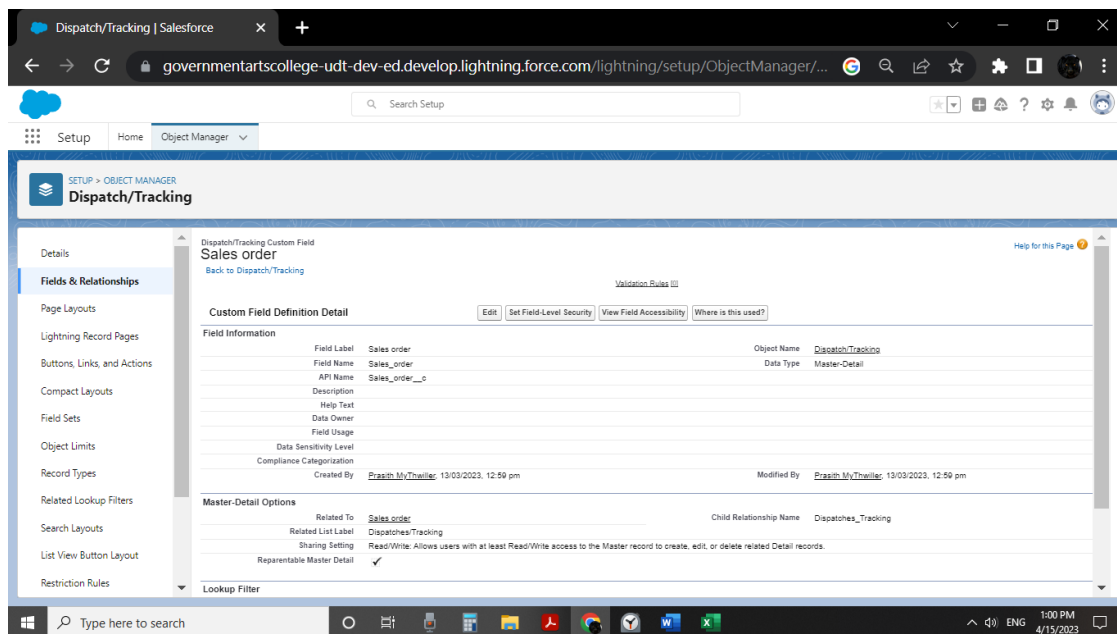 Dispatch/Tracking | Salesforce
governmentartscollege-udt-dev-ed.develop.lightning.force.com/lightning/setup/ObjectManager/...
Search Setup
Setup Home Object Manager
SETUP > OBJECT MANAGER
Dispatch/Tracking
Details
Fields & Relationships
Page Layouts
Lightning Record Pages
Buttons, Links, and Actions
Compact Layouts
Field Sets
Object Limits
Record Types
Related Lookup Filters
Search Layouts
List View Button Layout
Restriction Rules
Dispatch/Tracking Custom Field
Sales order
Back to Dispatch/Tracking
Help for this Page
Validation Rules [0]
Custom Field Definition Detail Edit Set Field-Level Security View Field Accessibility Where is this used?
Field Information
Field Label Sales order Object Name Dispatch/Tracking
Field Name Sales_order Data Type Master-Detail
API Name Sales_order__c
Description
Help Text
Data Owner
Field Usage
Data Sensitivity Level
Compliance Categorization
Created By Prasith MyThwiller, 13/03/2023, 12:59 pm Modified By Prasith MyThwiller, 13/03/2023, 12:59 pm
Master-Detail Options
Related To Sales order Child Relationship Name Dispatches_Tracking
Related List Label Dispatches/Tracking
Sharing Setting Read/Write: Allows users with at least Read/Write access to the Master record to create, edit, or delete related Detail records.
Reparentable Master Detail
Lookup Filter
Type here to search
ENG
1:00 PM
4/15/2023